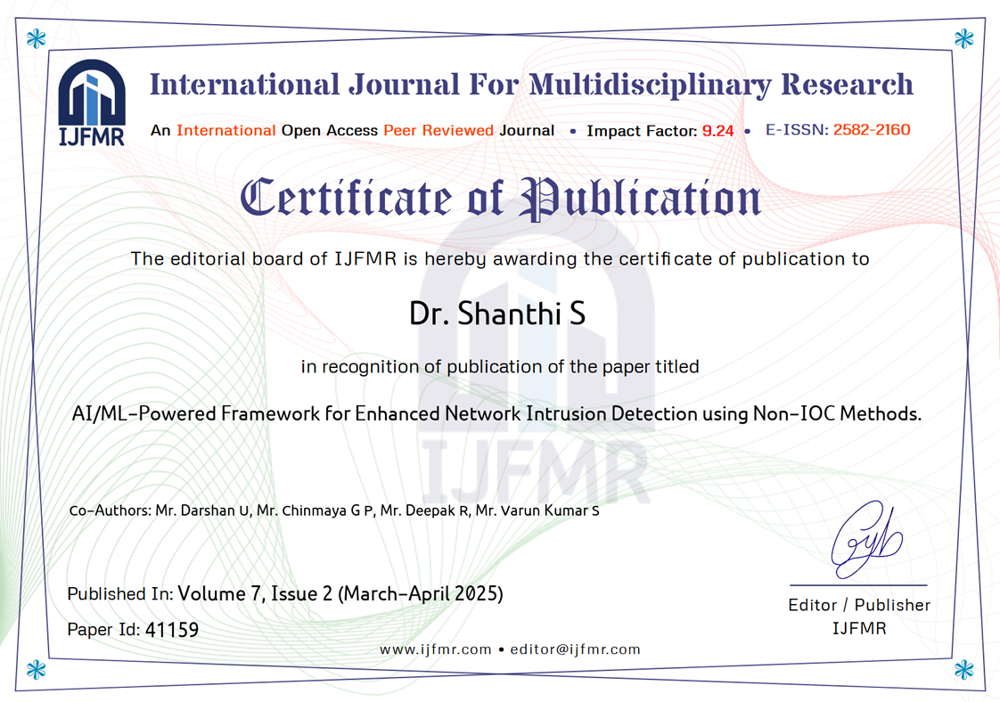 International Journal For Multidisciplinary Research
IJFMR
An International Open Access Peer Reviewed Journal • Impact Factor: 9.24 • E-ISSN: 2582-2160
Certificate of Publication
The editorial board of IJFMR is hereby awarding the certificate of publication to
Dr. Shanthi S
in recognition of publication of the paper titled
AI/ML-Powered Framework for Enhanced Network Intrusion Detection using Non-IOC Methods.
IJFMR
Co-Authors: Mr. Darshan U, Mr. Chinmaya G P, Mr. Deepak R, Mr. Varun Kumar S
Published In: Volume 7, Issue 2 (March-April 2025)
Editor / Publisher
IJFMR
Paper Id: 41159
www.ijfmr.com • editor@ijfmr.com